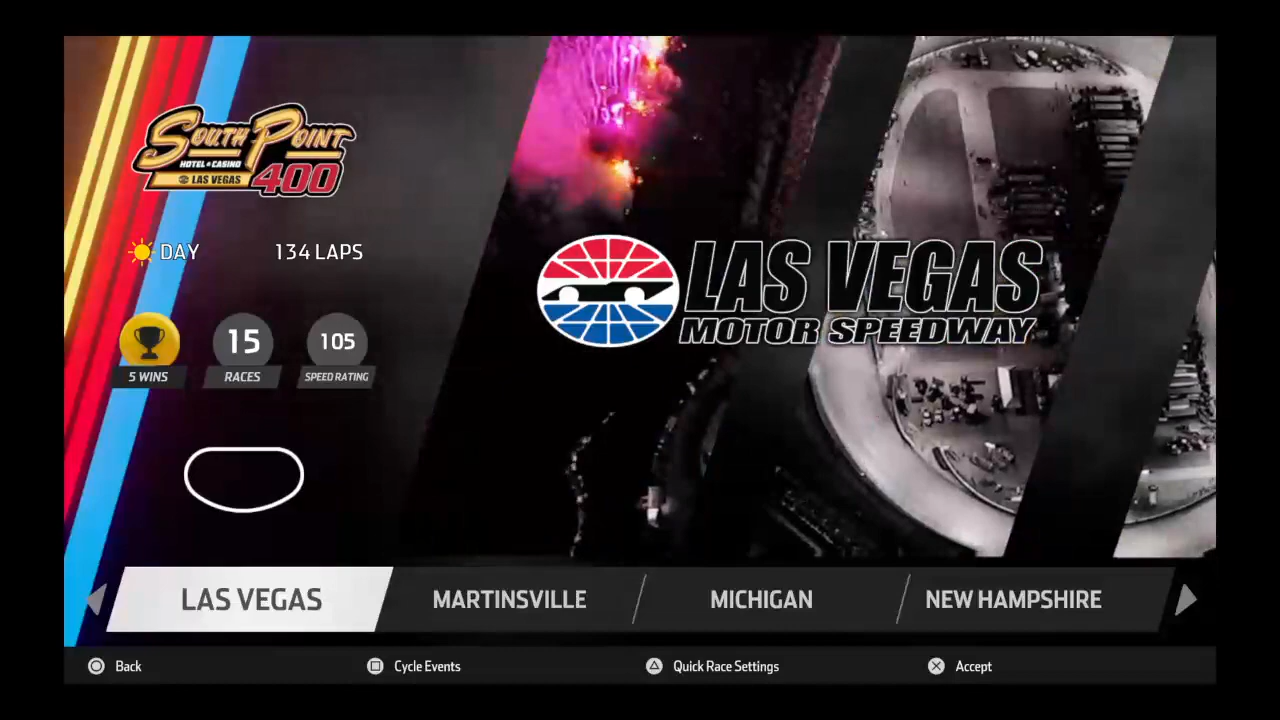 SOUTH POINT
HOTEL & CASINO
LAS VEGAS 400
DAY
134 LAPS
15
105
5 WINS
RACES
SPEED RATING
LAS VEGAS
MOTOR SPEEDWAY
LAS VEGAS
MARTINSVILLE
MICHIGAN
NEW HAMPSHIRE
Back
Cycle Events
Quick Race Settings
Accept